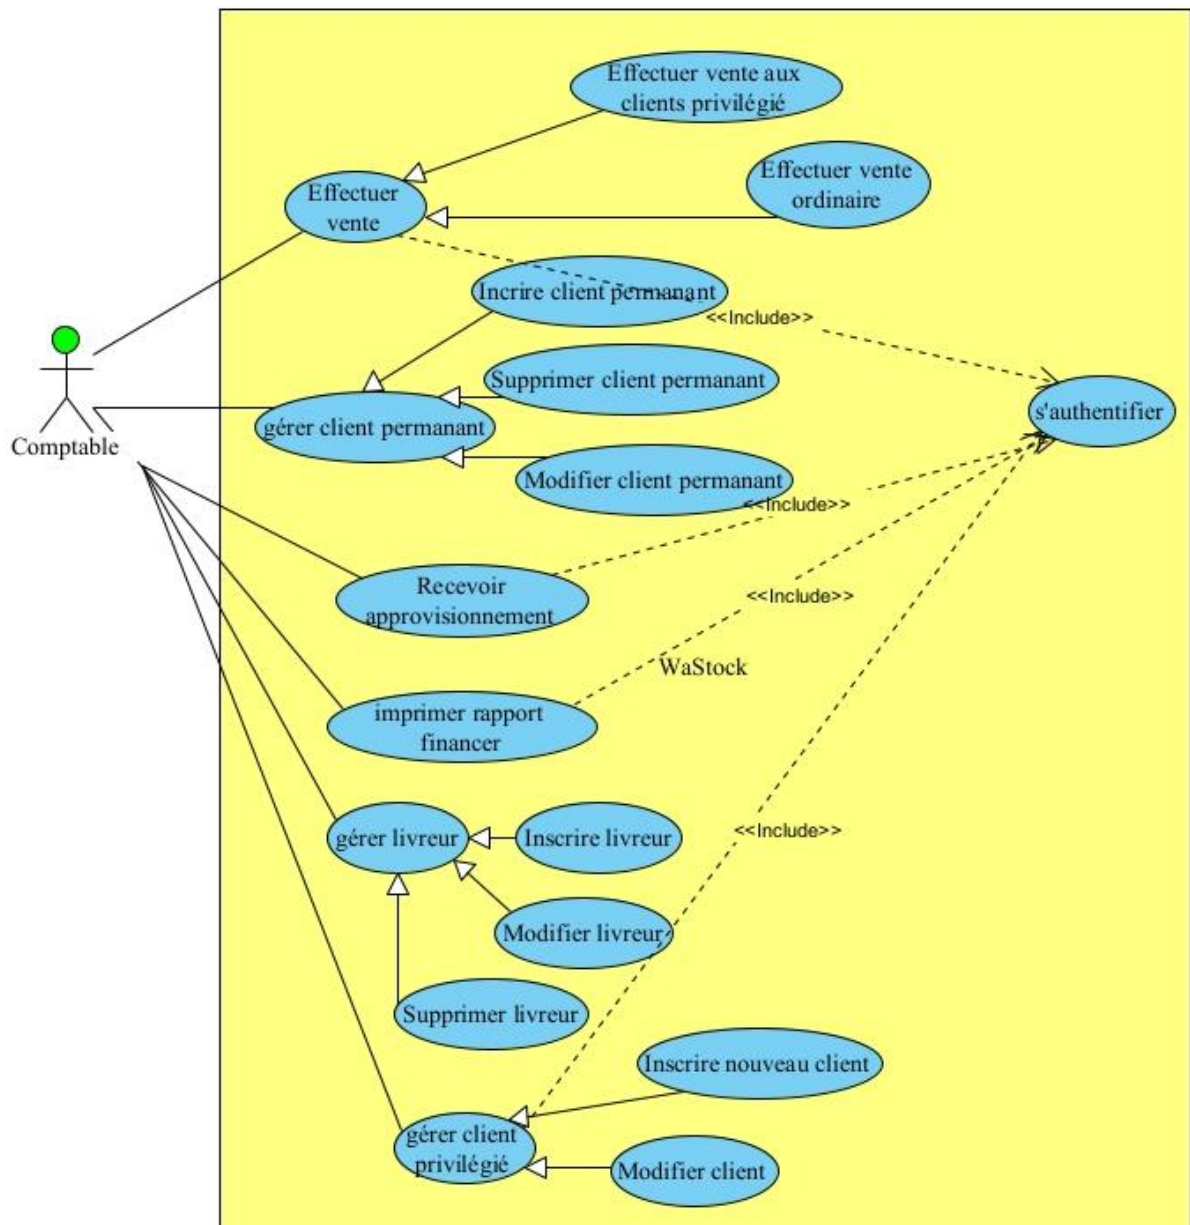 Effectuer vente aux
clients privilégié
Effectuer vente
ordinaire
Effectuer
vente
Incrire client permanant
<<Include>>
Supprimer client permanant
s'authentifier
gérer client permanant
Comptable
Modifier client permanant
<<Include>>
Recevoir
approvisionnement
<<Include>>
WaStock
imprimer rapport
financer
gérer livreur
Inscrire livreur
<<Include>>
Modifier livreur
Supprimer livreur
Inscrire nouveau client
gérer client
privilégié
Modifier client